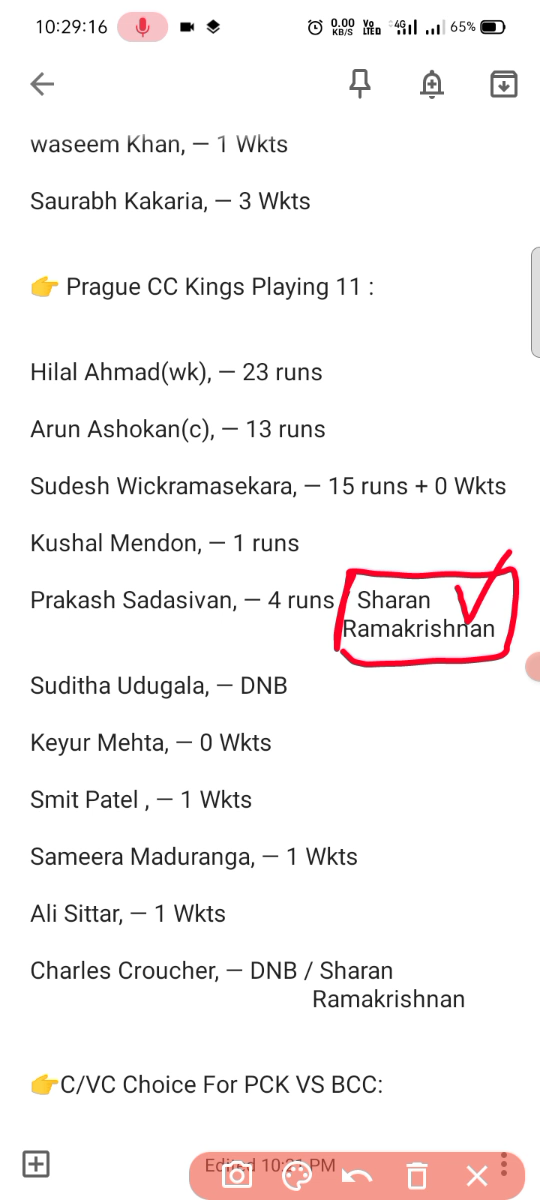 10:29:16 0.00 KB/S Vo LTED 4G 65%
waseem Khan, — 1 Wkts
Saurabh Kakaria, — 3 Wkts
👉 Prague CC Kings Playing 11 :
Hilal Ahmad(wk), — 23 runs
Arun Ashokan(c), — 13 runs
Sudesh Wickramasekara, — 15 runs + 0 Wkts
Kushal Mendon, — 1 runs
Prakash Sadasivan, — 4 runs / Sharan
Ramakrishnan
Suditha Udugala, — DNB
Keyur Mehta, — 0 Wkts
Smit Patel , — 1 Wkts
Sameera Maduranga, — 1 Wkts
Ali Sittar, — 1 Wkts
Charles Croucher, — DNB / Sharan
Ramakrishnan
👉C/VC Choice For PCK VS BCC:
Edited PM